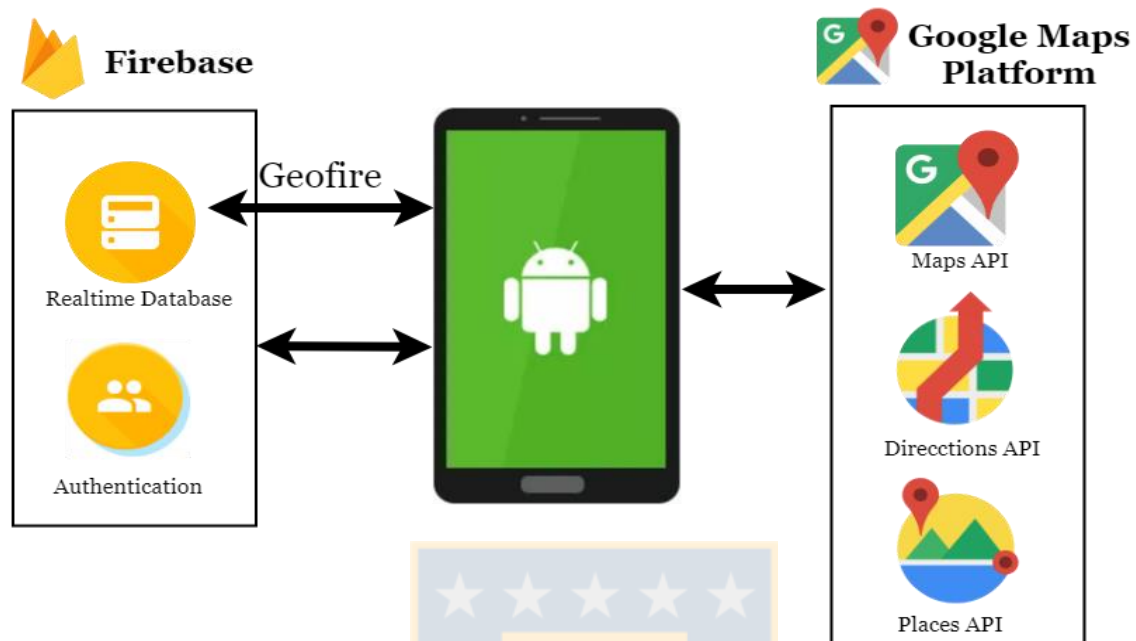 Firebase
Geofire
Realtime Database
Authentication
Google Maps
Platform
G
G
Maps API
Direcctions API
Places API